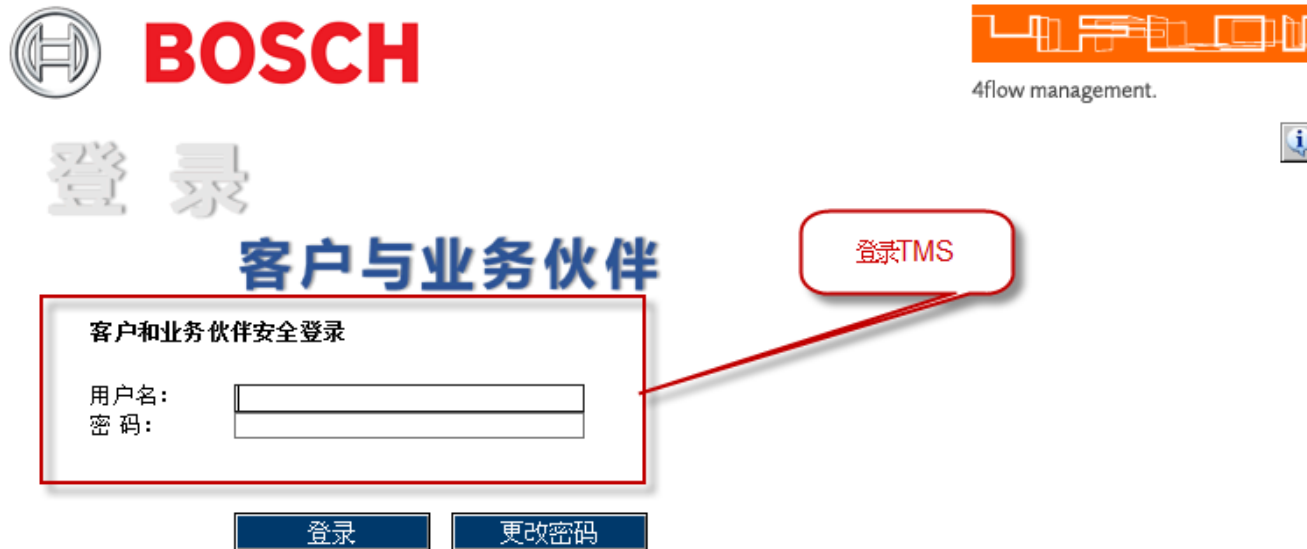 BOSCH
4FLOW
4flow management.
登 录
客户与业务伙伴
登录TMS
客户和业务伙伴安全登录
用户名：
密 码：
登录
更改密码